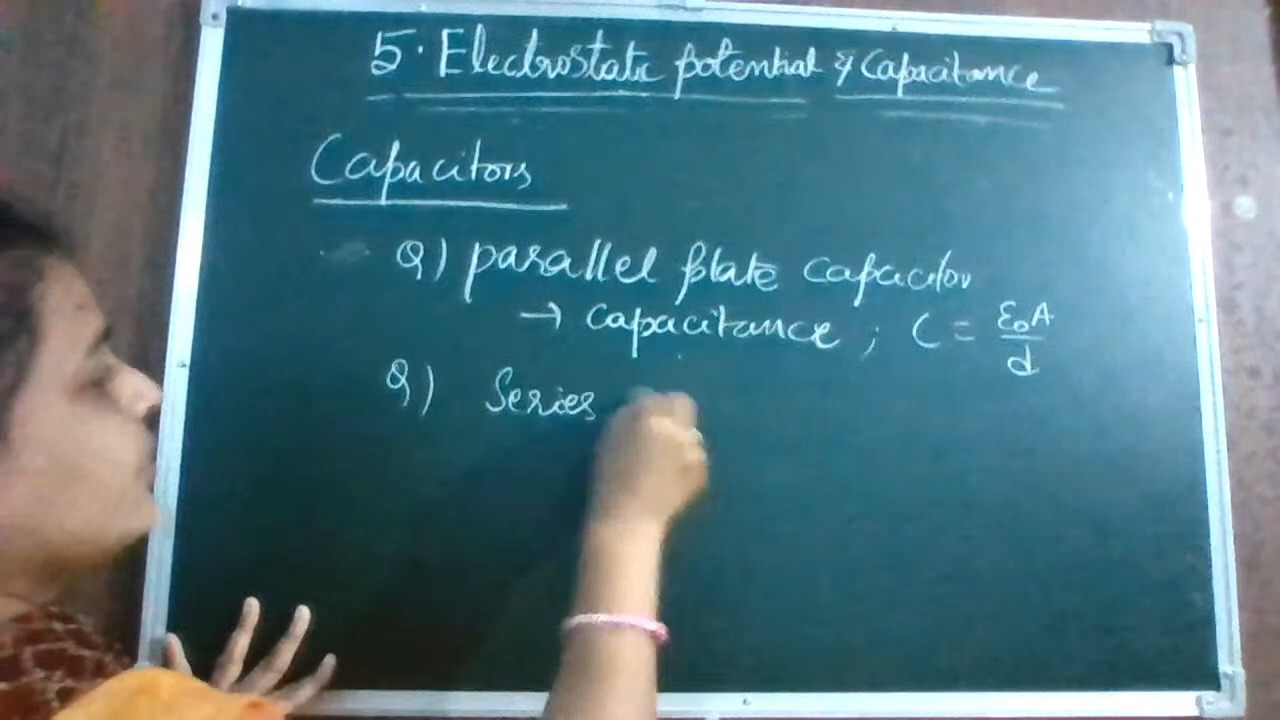 5. Electrostatic potential & Capacitance
Capacitors
Q) parallel plate capacitor
→ Capacitance ; C = ε₀A/d
Q) Series